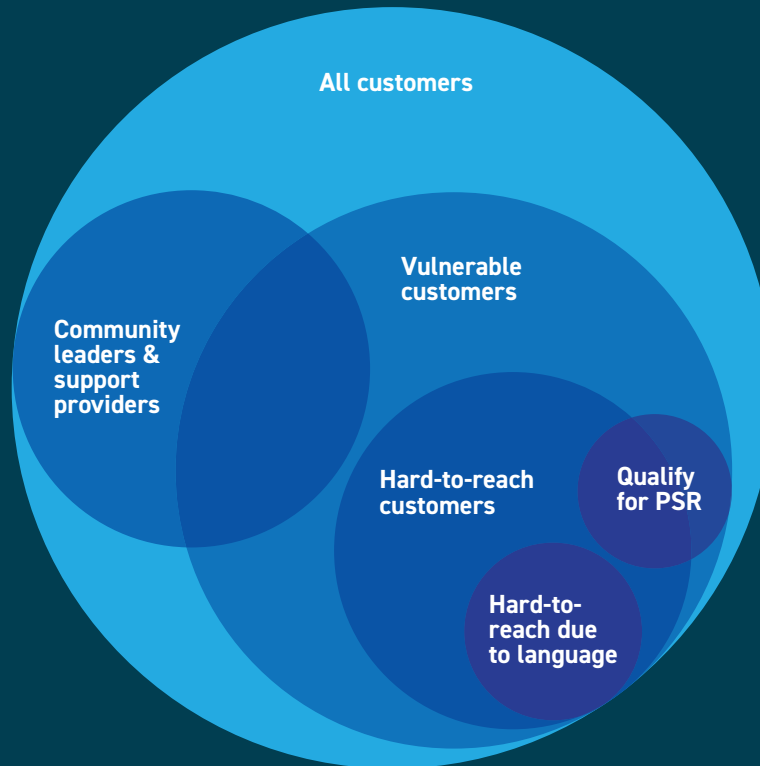 All customers
Vulnerable
customers
Community
leaders &
support
providers
Hard-to-reach
customers
Qualify
for PSR
Hard-to-
reach due
to language